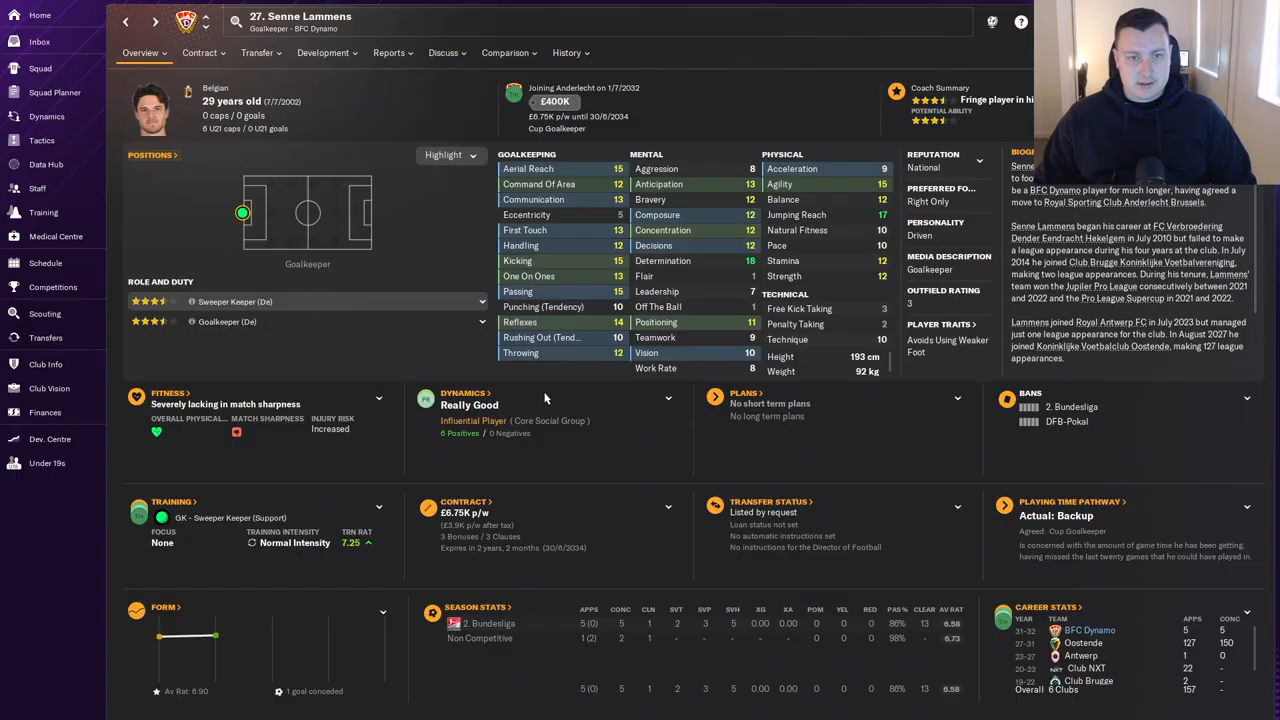 Home
Inbox
Squad
Squad Planner
Dynamics
Tactics
Data Hub
Staff
Training
Medical Centre
Schedule
Competitions
Scouting
Transfers
Club Info
Club Vision
Finances
Dev. Centre
Under 19s
27. Senne Lammens
Goalkeeper - BFC Dynamo
Overview
Contract
Transfer
Development
Reports
Discuss
Comparison
History
Belgian
29 years old (7/7/2002)
0 caps / 0 goals
6 U21 caps / 0 U21 goals
Joining Anderlecht on 1/7/2032
£400K
£6.75K p/w until 30/6/2034
Cup Goalkeeper
Coach Summary
Fringe player in hi
POTENTIAL ABILITY
POSITIONS
Highlight
Goalkeeper
ROLE AND DUTY
Sweeper Keeper (De)
Goalkeeper (De)
GOALKEEPING
Aerial Reach 15
Command Of Area 12
Communication 13
Eccentricity 5
First Touch 13
Handling 12
Kicking 15
One On Ones 13
Passing 15
Punching (Tendency) 10
Reflexes 14
Rushing Out (Tend... 10
Throwing 12
MENTAL
Aggression 8
Anticipation 13
Bravery 12
Composure 12
Concentration 12
Decisions 12
Determination 18
Flair 1
Leadership 7
Off The Ball 1
Positioning 11
Teamwork 9
Vision 10
Work Rate 8
PHYSICAL
Acceleration 9
Agility 15
Balance 12
Jumping Reach 17
Natural Fitness 10
Pace 10
Stamina 12
Strength 12
TECHNICAL
Free Kick Taking 3
Penalty Taking 2
Technique 10
Height 193 cm
Weight 92 kg
REPUTATION
National
PREFERRED FO...
Right Only
PERSONALITY
Driven
MEDIA DESCRIPTION
Goalkeeper
OUTFIELD RATING
3
PLAYER TRAITS
Avoids Using Weaker
Foot
BIOG
Senne
to foo
be a BFC Dynamo player for much longer, having agreed a
move to Royal Sporting Club Anderlecht Brussels.
Senne Lammens began his career at FC Verbroedering
Dender Eendracht Hekelgem in July 2010 but failed to make
a league appearance during his four years at the club. In July
2014 he joined Club Brugge Koninklijke Voetbalvereniging,
making two league appearances. During his tenure, Lammens'
team won the Jupiler Pro League consecutively between 2021
and 2022 and the Pro League Supercup in 2021 and 2022.
Lammens joined Royal Antwerp FC in July 2023 but managed
just one league appearance for the club. In August 2027 he
joined Koninklijke Voetbalclub Oostende, making 127 league
appearances.
FITNESS
Severely lacking in match sharpness
OVERALL PHYSICAL...
MATCH SHARPNESS
INJURY RISK
Increased
PR
DYNAMICS
Really Good
Influential Player ( Core Social Group )
6 Positives / 0 Negatives
PLANS
No short term plans
No long term plans
BANS
2. Bundesliga
DFB-Pokal
TRAINING
GK - Sweeper Keeper (Support)
FOCUS
None
TRAINING INTENSITY
Normal Intensity
TRN RAT
7.25
CONTRACT
£6.75K p/w
(£3.9K p/w after tax)
3 Bonuses / 3 Clauses
Expires in 2 years, 2 months (30/6/2034)
TRANSFER STATUS
Listed by request
Loan status not set
No automatic instructions set
No instructions for the Director of Football
PLAYING TIME PATHWAY
Actual: Backup
Agreed: Cup Goalkeeper
Is concerned with the amount of game time he has been getting,
having missed the last twenty games that he could have played in.
FORM
Av Rat: 6.90
1 goal conceded
SEASON STATS
APPS CONC CLN SVT SVP SVH XG XA POM YEL RED PAS% CLEAR AV RAT
2. Bundesliga 5 (0) 5 1 2 3 5 0.00 0.00 0 0 0 86% 13 6.58
Non Competitive 1 (2) 2 1 - - - 0.00 0.00 0 0 0 98% - 6.73
5 (0) 5 1 2 3 5 0.00 0.00 0 0 0 86% 13 6.58
CAREER STATS
YEAR TEAM APPS CONC
31-32 BFC Dynamo 5 5
27-31 Oostende 127 150
23-27 Antwerp 1 0
22-23 Club NXT 22 -
19-22 Club Brugge 2 -
Overall 6 Clubs 157 -